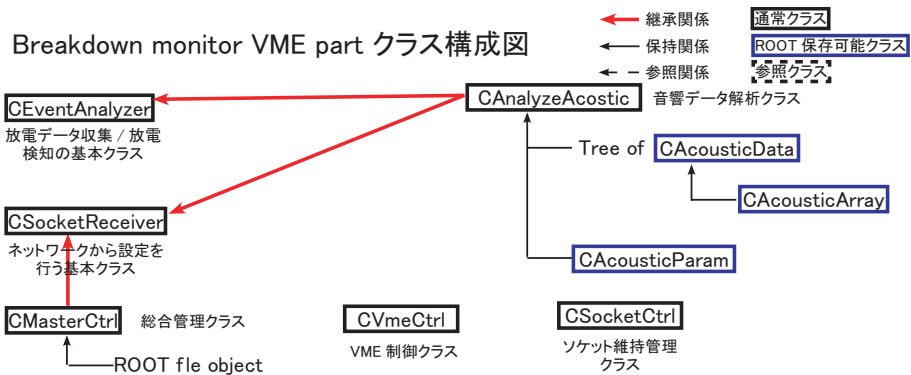 Breakdown monitor VME part クラス構成図
継承関係
通常クラス
保持関係
ROOT 保存可能クラス
参照関係
参照クラス
CEventAnalyzer
放電データ収集 / 放電
検知の基本クラス
CAnalyzeAcostic
音響データ解析クラス
Tree of
CAcousticData
CAcousticArray
CAcousticParam
CSocketReceiver
ネットワークから設定を
行う基本クラス
CMasterCtrl
総合管理クラス
ROOT fle object
CVmeCtrl
VME 制御クラス
CSocketCtrl
ソケット維持管理
クラス